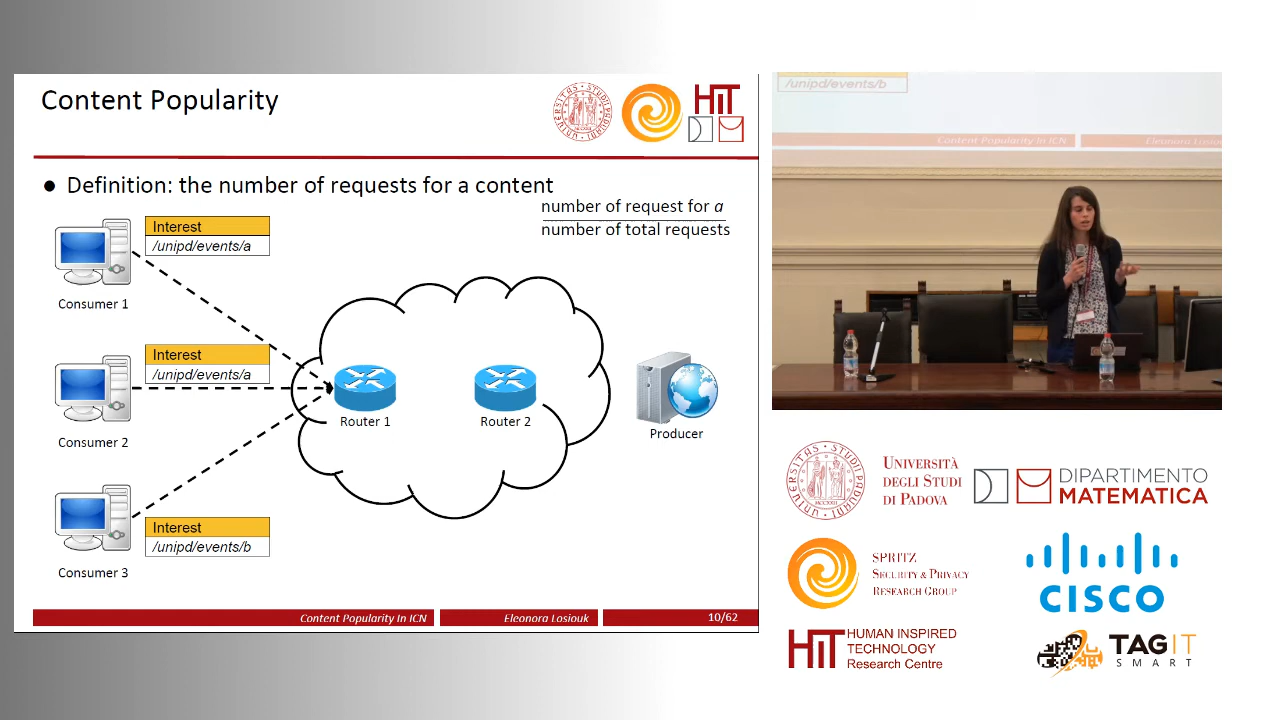 Content Popularity
HIT
● Definition: the number of requests for a content
number of request for a
number of total requests
Interest
/unipd/events/a
Consumer 1
Interest
/unipd/events/a
Consumer 2
Router 1
Router 2
Producer
Interest
/unipd/events/b
Consumer 3
Content Popularity In ICN
Eleonora Losiouk
10/62
/unipd/events/b
Content Popularity In ICN
Eleonora Losiouk
UNIVERSITÀ
DEGLI STUDI
DI PADOVA
DIPARTIMENTO
MATEMATICA
SPRITZ
SECURITY & PRIVACY
RESEARCH GROUP
CISCO
HIT
HUMAN INSPIRED
TECHNOLOGY
Research Centre
TAGIT
SMART